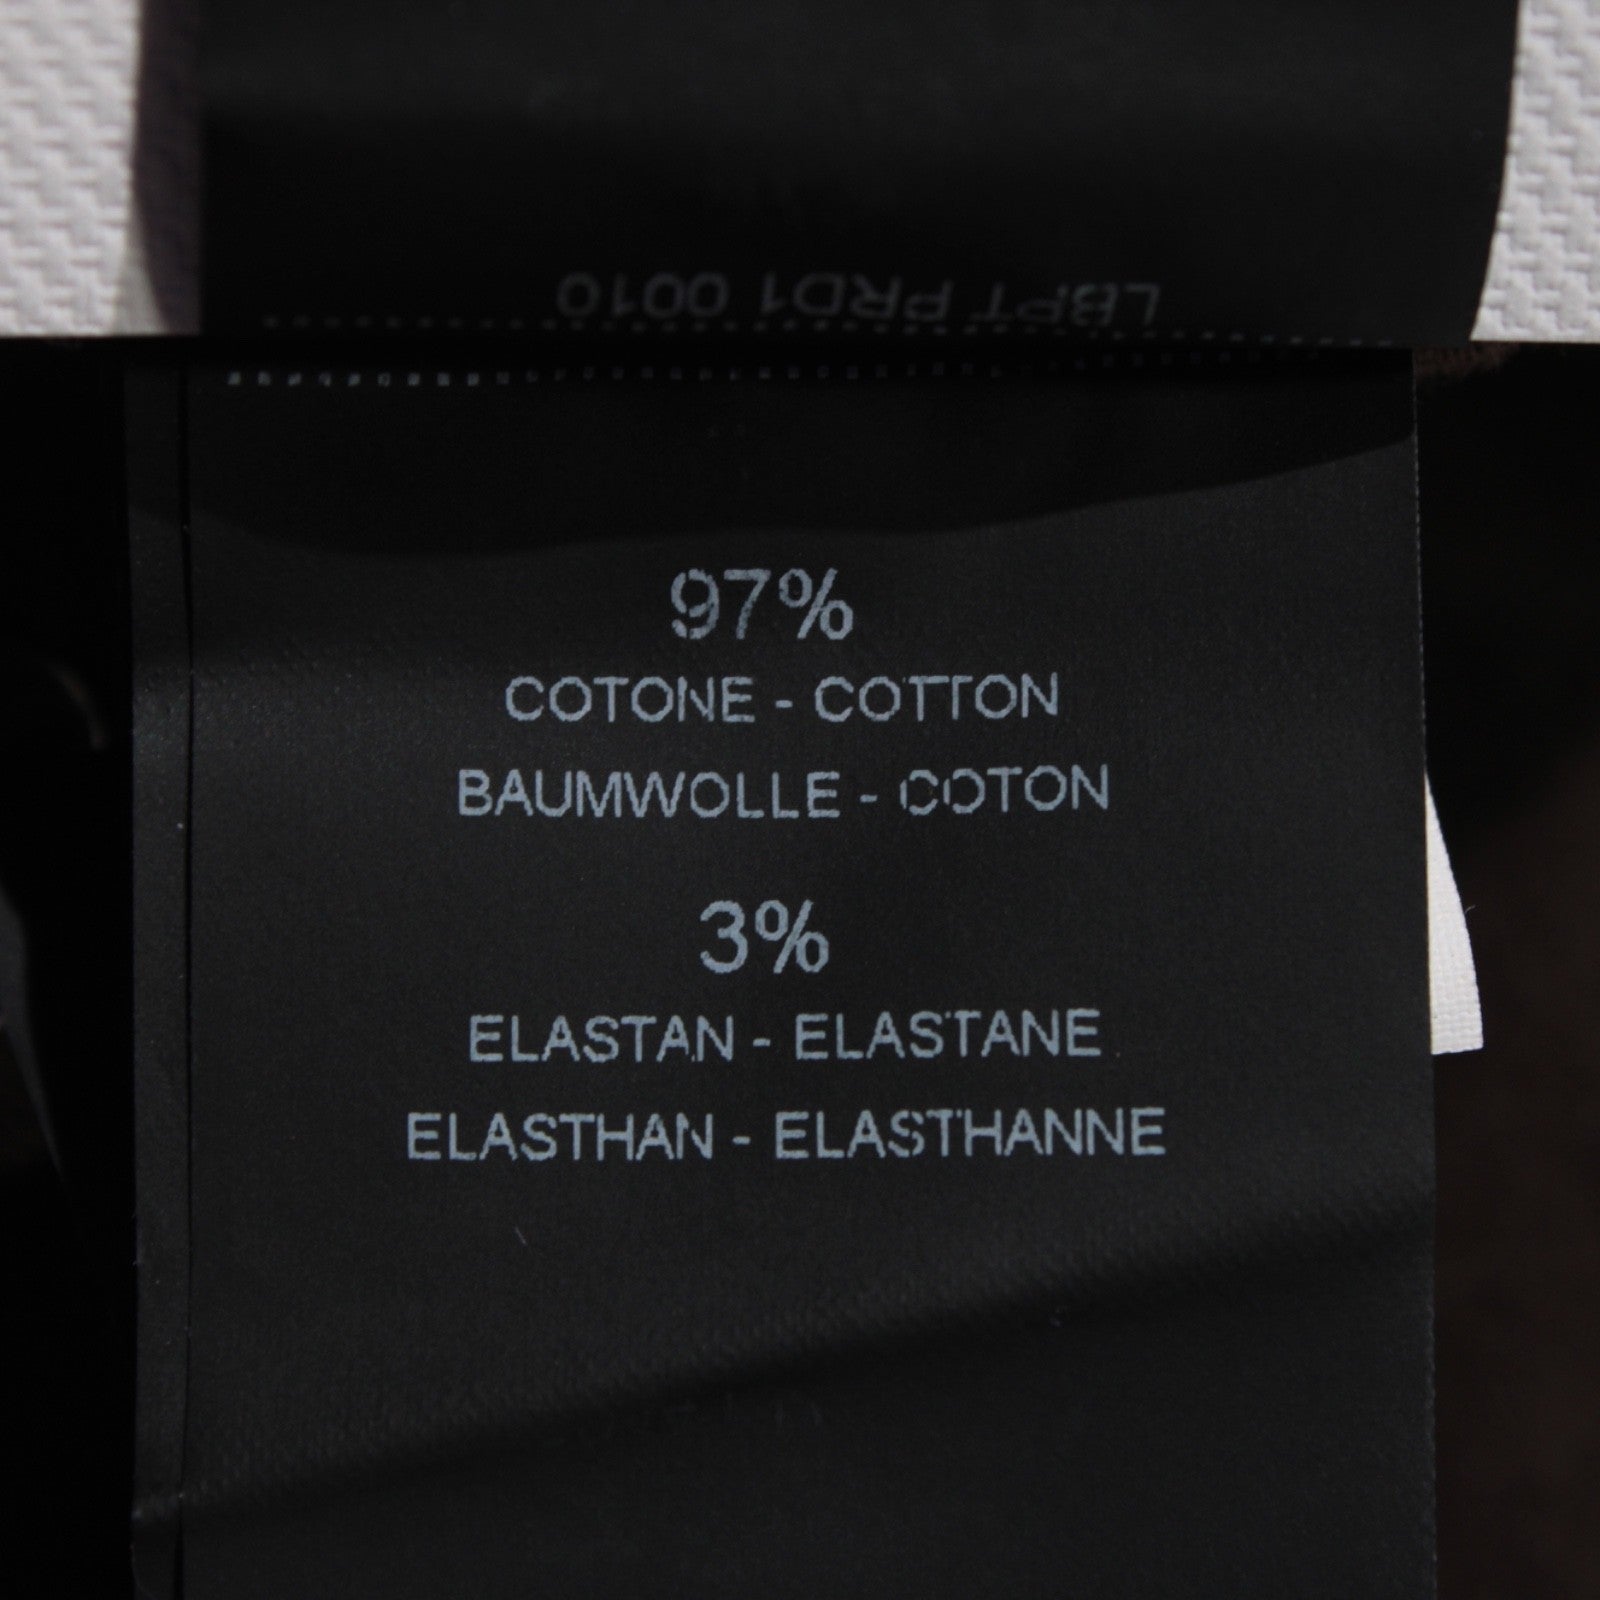 LBPT PRD1 0010
97%
COTONE - COTTON
BAUMWOLLE - COTON
3%
ELASTAN - ELASTANE
ELASTHAN - ELASTHANNE